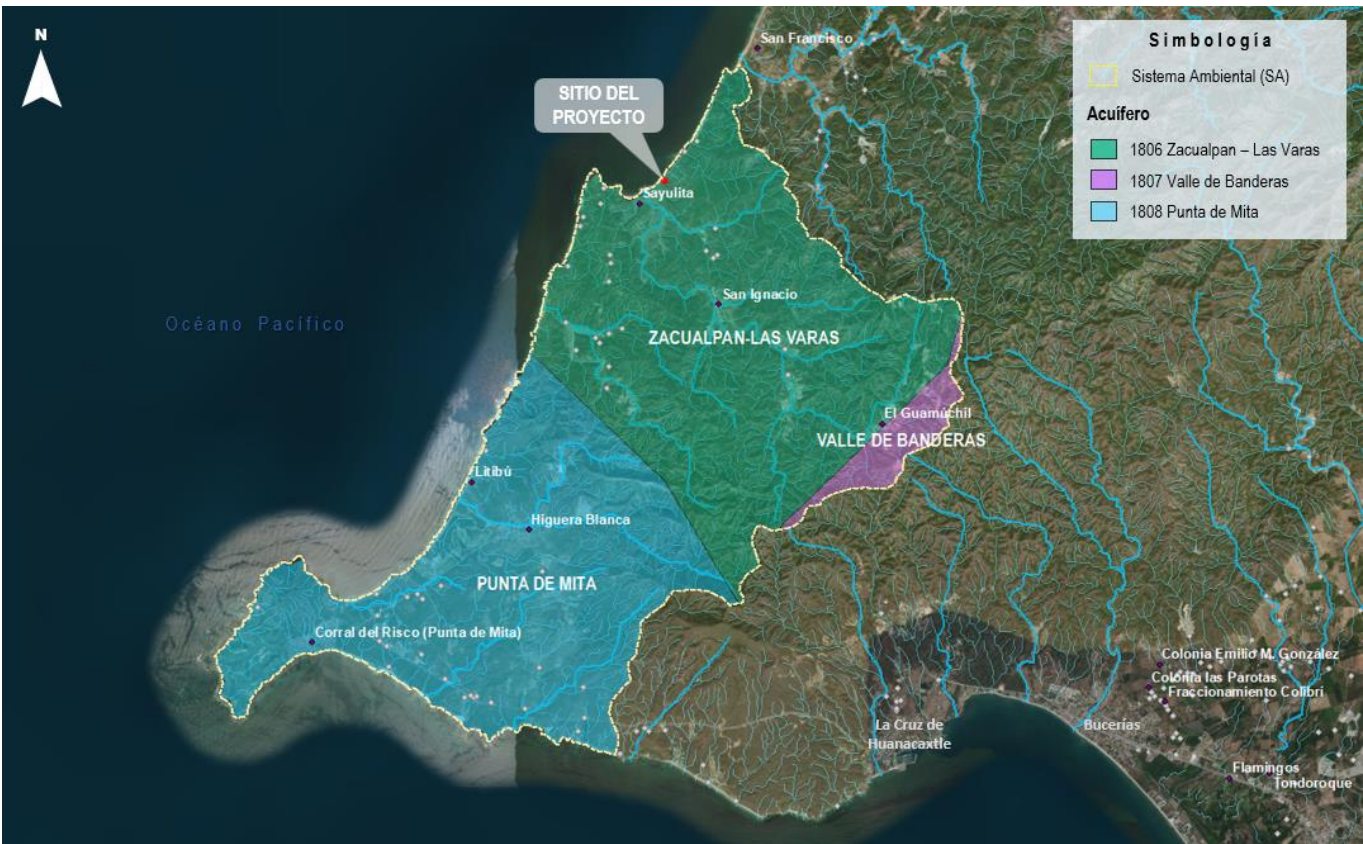 N
San Francisco
SITIO DEL
PROYECTO
Sayulita
San Ignacio
Océano Pacífico
ZACUALPAN-LAS VARAS
El Guamúchil
VALLE DE BANDERAS
Litibú
Higuera Blanca
PUNTA DE MITA
Corral del Risco (Punta de Mita)
Colonia Emilio M. González
Colonia las Parotas
Fraccionamiento Colibrí
La Cruz de
Huanacaxtle
Bucerías
Flamingos
Tondoroque
Simbología
Sistema Ambiental (SA)
Acuífero
1806 Zacualpan – Las Varas
1807 Valle de Banderas
1808 Punta de Mita